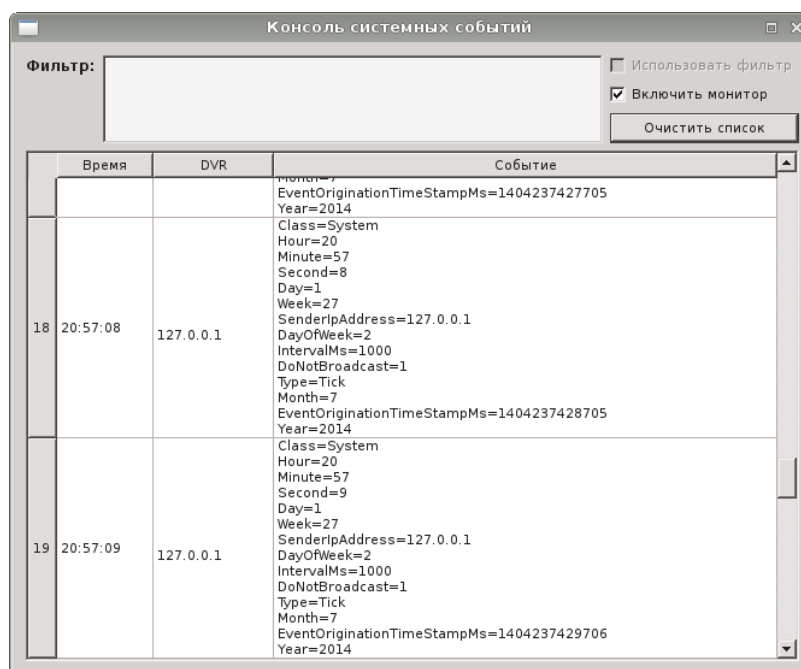 Консоль системных событий
Фильтр:
Использовать фильтр
Включить монитор
Очистить список
Время DVR Событие
Month=7
EventOriginationTimeStampMs=1404237427705
Year=2014
18 20:57:08 127.0.0.1
Class=System
Hour=20
Minute=57
Second=8
Day=1
Week=27
SenderIpAddress=127.0.0.1
DayOfWeek=2
IntervalMs=1000
DoNotBroadcast=1
Type=Tick
Month=7
EventOriginationTimeStampMs=1404237428705
Year=2014
19 20:57:09 127.0.0.1
Class=System
Hour=20
Minute=57
Second=9
Day=1
Week=27
SenderIpAddress=127.0.0.1
DayOfWeek=2
IntervalMs=1000
DoNotBroadcast=1
Type=Tick
Month=7
EventOriginationTimeStampMs=1404237429706
Year=2014